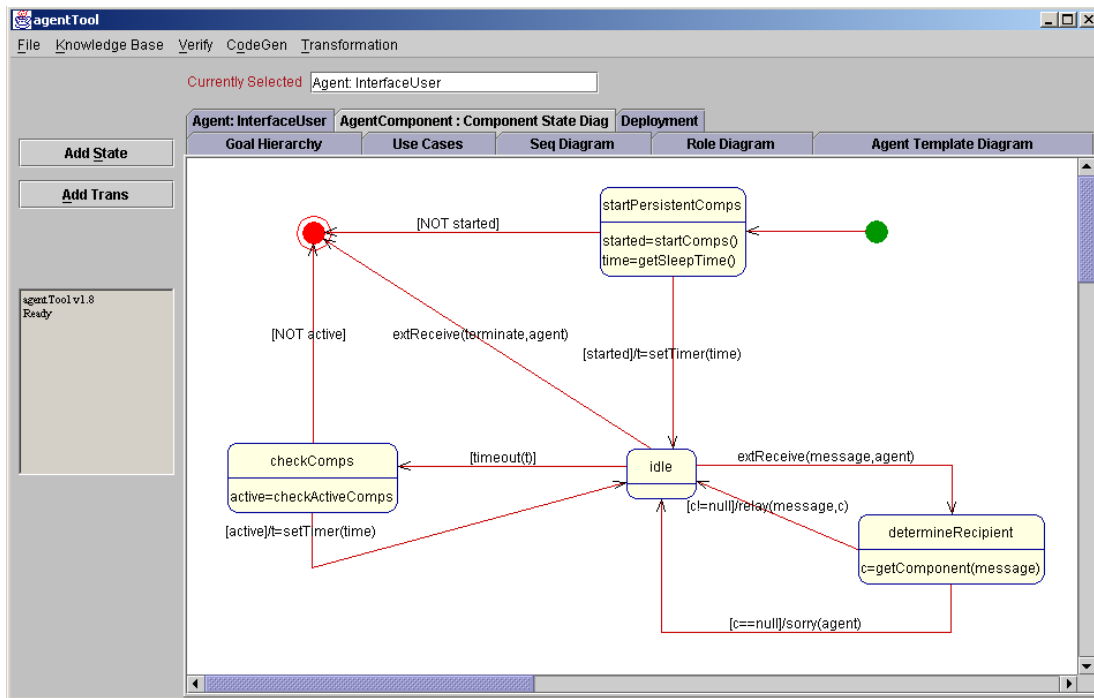 agentTool
File Knowledge Base Verify CodeGen Transformation
Currently Selected Agent: InterfaceUser
Agent: InterfaceUser AgentComponent : Component State Diag Deployment
Goal Hierarchy Use Cases Seq Diagram Role Diagram Agent Template Diagram
Add State
Add Trans
agentTool v1.8
Ready
startPersistentComps
started=startComps()
time=getSleepTime()
[NOT started]
[NOT active]
extReceive(terminate,agent)
[started]/t=setTimer(time)
checkComps
active=checkActiveComps
[timeout(t)]
idle
extReceive(message,agent)
[active]/t=setTimer(time)
[c!=null]/relay(message,c)
determineRecipient
c=getComponent(message)
[c==null]/sorry(agent)